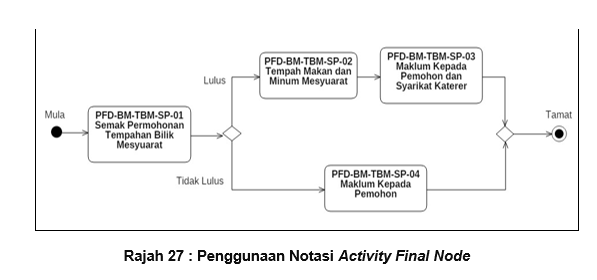 PFD-BM-TBM-SP-02
Tempah Makan dan
Minum Mesyuarat
PFD-BM-TBM-SP-03
Maklum Kepada
Pemohon dan
Syarikat Katerer
Lulus
Mula
PFD-BM-TBM-SP-01
Semak Permohonan
Tempahan Bilik
Mesyuarat
Tamat
Tidak Lulus
PFD-BM-TBM-SP-04
Maklum Kepada
Pemohon
Rajah 27 : Penggunaan Notasi Activity Final Node